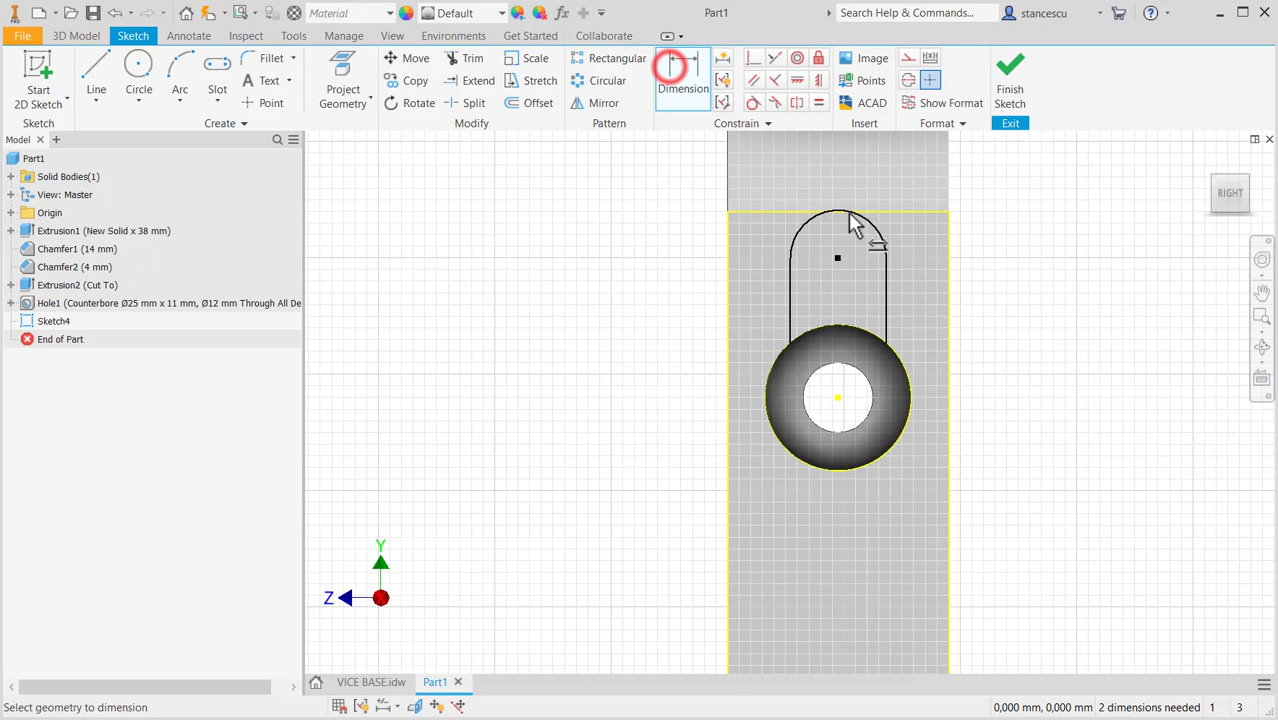 PRO
Material
Default
Part1
Search Help & Commands...
stancescu
File
3D Model
Sketch
Annotate
Inspect
Tools
Manage
View
Environments
Get Started
Collaborate
Start
2D Sketch
Line
Circle
Arc
Pol
Fillet
Text
Point
Project
Geometry
Move
Copy
Rotate
Trim
Extend
Split
Scale
Stretch
Offset
Rectangular
Circular
Mirror
Dimension
Image
Points
ACAD
Show Format
Finish
Sketch
Sketch
Create
Modify
Pattern
Constrain
Insert
Format
Exit
Model
Part1
Solid Bodies(1)
View: Master
Origin
Extrusion1 (New Solid x 38 mm)
Chamfer1 (14 mm)
Chamfer2 (4 mm)
Extrusion2 (Cut To)
Hole1 (Counterbore Ø25 mm x 11 mm, Ø12 mm Through All De
Sketch4
End of Part
RIGHT
Y
Z
VICE BASE.idw
Part1
Select geometry to dimension
0,000 mm, 0,000 mm
2 dimensions needed
1
3